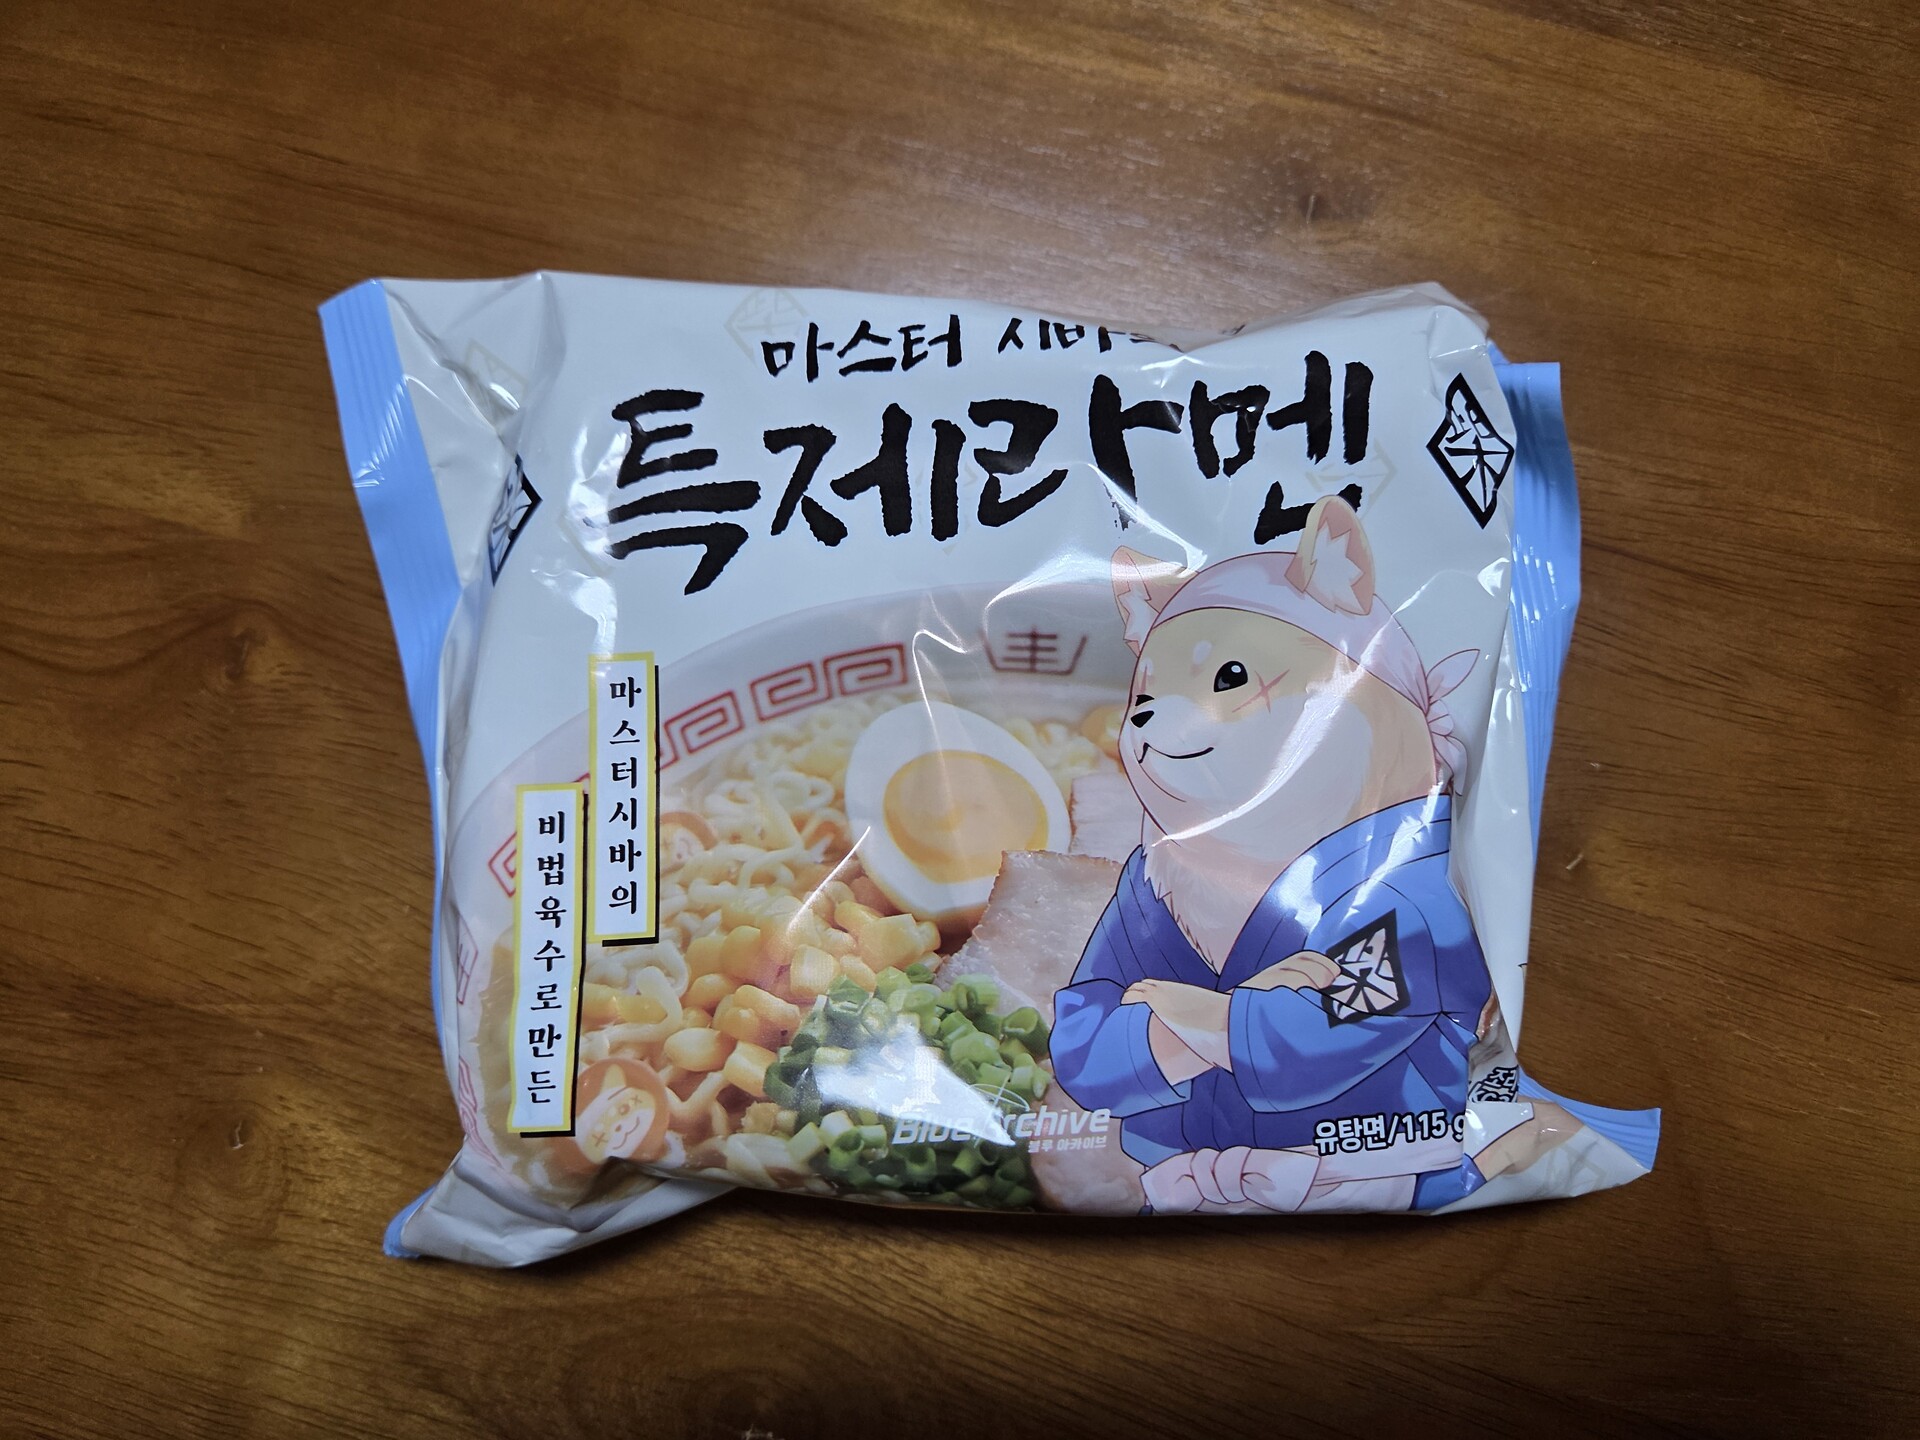 마스터 시바의
특제라멘
마스터시바의
비법육수로만든
Blue Archive
블루 아카이브
유탕면/115 g